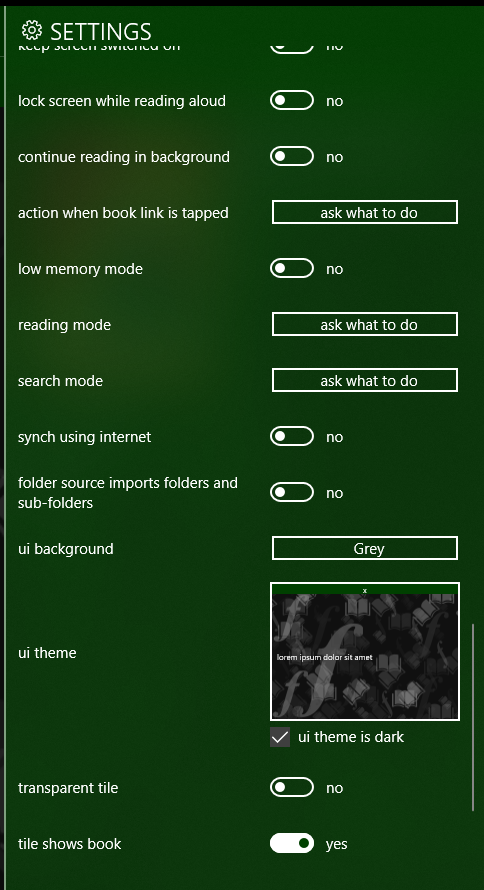 SETTINGS
keep screen switched on no
lock screen while reading aloud no
continue reading in background no
action when book link is tapped ask what to do
low memory mode no
reading mode ask what to do
search mode ask what to do
synch using internet no
folder source imports folders and
sub-folders no
ui background Grey
x
ui theme lorem ipsum dolor sit amet
ui theme is dark
transparent tile no
tile shows book yes